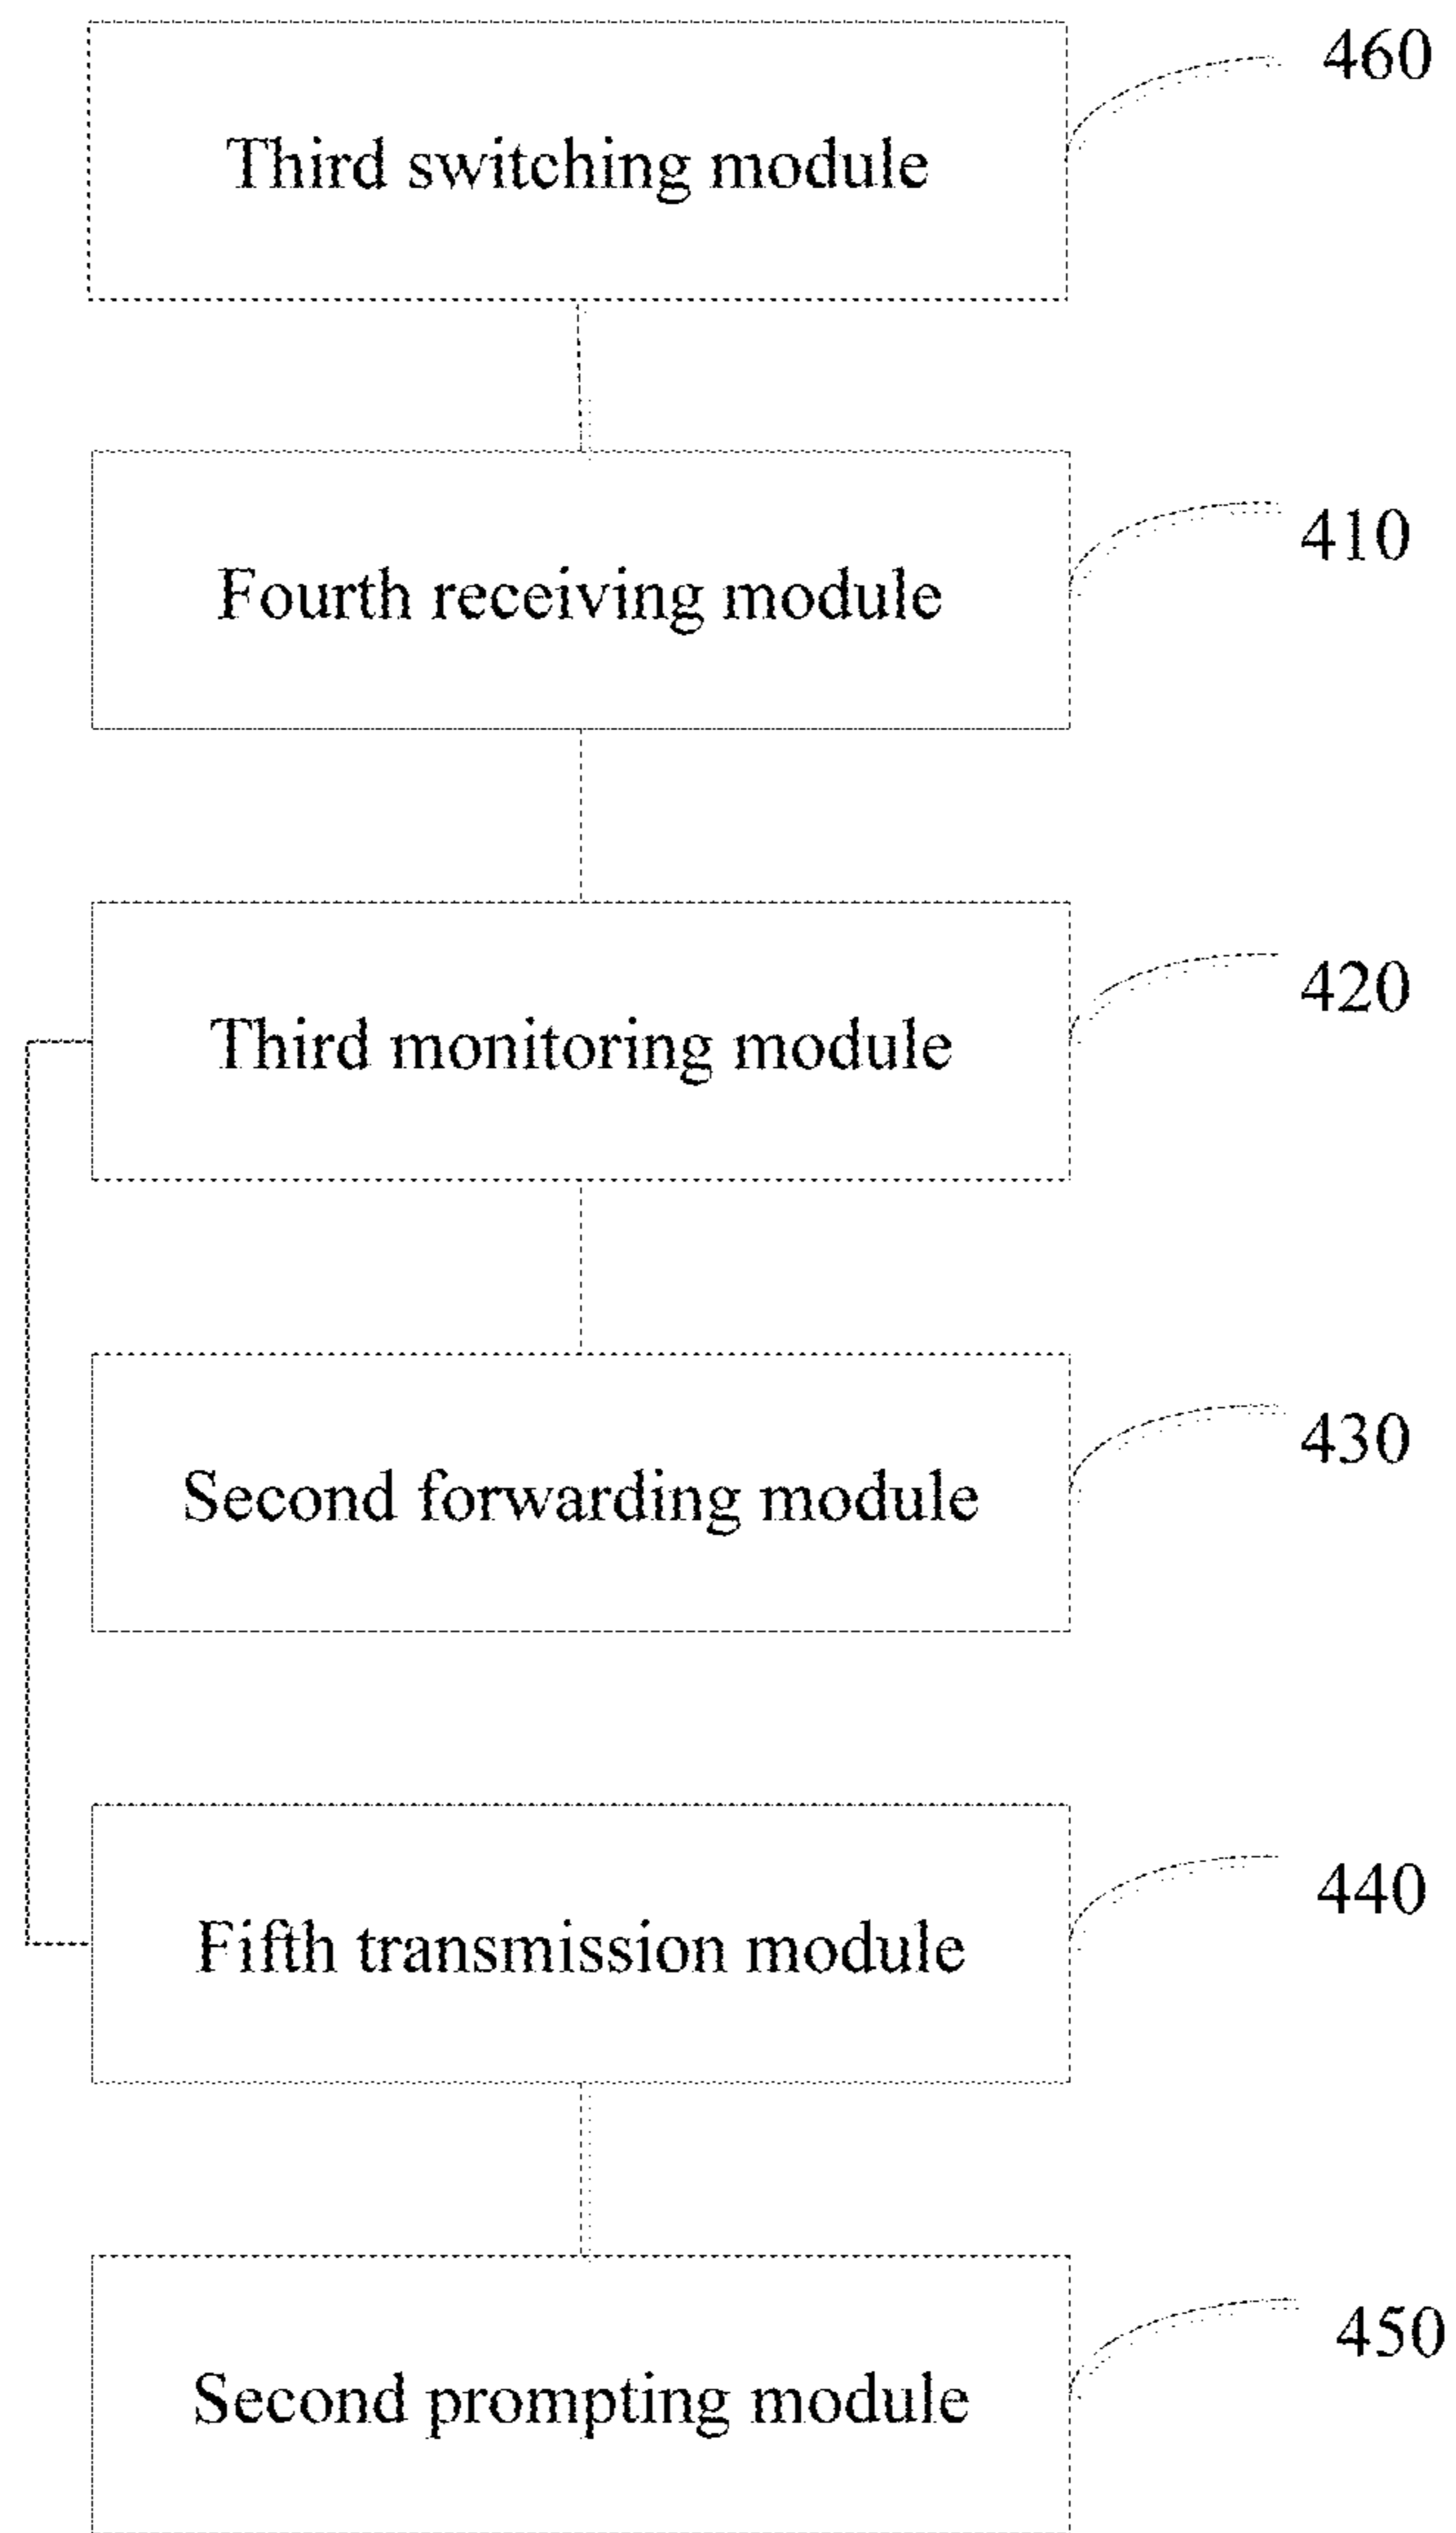 460
Third switching module
410
Fourth receiving module
420
Third monitoring module
430
Second forwarding module
440
Fifth transmission module
450
Second prompting module